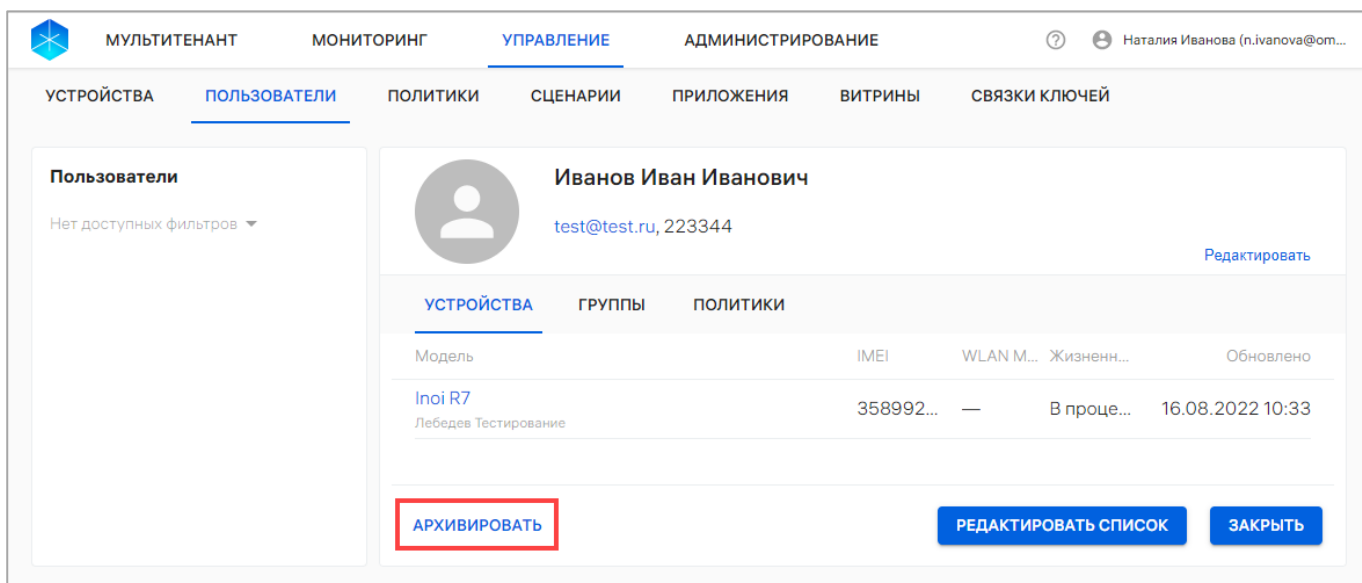 МУЛЬТИТЕНАНТ МОНИТОРИНГ УПРАВЛЕНИЕ АДМИНИСТРИРОВАНИЕ ? Наталия Иванова (n.ivanova@om...
УСТРОЙСТВА ПОЛЬЗОВАТЕЛИ ПОЛИТИКИ СЦЕНАРИИ ПРИЛОЖЕНИЯ ВИТРИНЫ СВЯЗКИ КЛЮЧЕЙ
Пользователи
Нет доступных фильтров
Иванов Иван Иванович
test@test.ru, 223344
Редактировать
УСТРОЙСТВА ГРУППЫ ПОЛИТИКИ
Модель IMEI WLAN M... Жизненн... Обновлено
Inoi R7 358992... — В проце... 16.08.2022 10:33
Лебедев Тестирование
АРХИВИРОВАТЬ РЕДАКТИРОВАТЬ СПИСОК ЗАКРЫТЬ